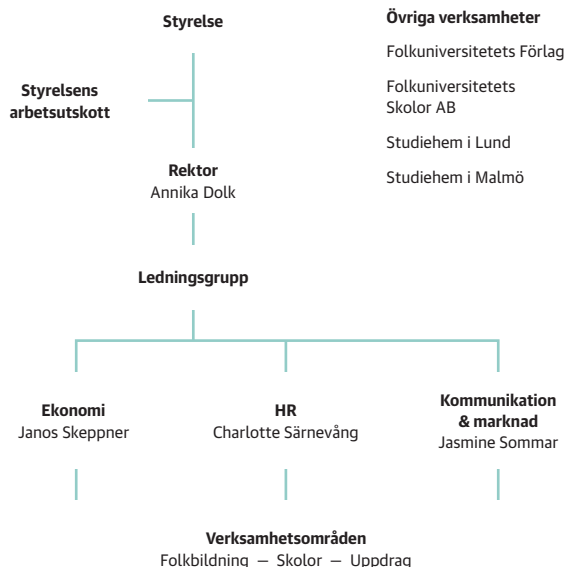 Styrelse
Styrelsens
arbetsutskott
Rektor
Annika Dolk
Ledningsgrupp
Ekonomi
Janos Skeppner
HR
Charlotte Särnevång
Kommunikation
& marknad
Jasmine Sommar
Verksamhetsområden
Folkbildning — Skolor — Uppdrag
Övriga verksamheter
Folkuniversitetets Förlag
Folkuniversitetets
Skolor AB
Studiehem i Lund
Studiehem i Malmö